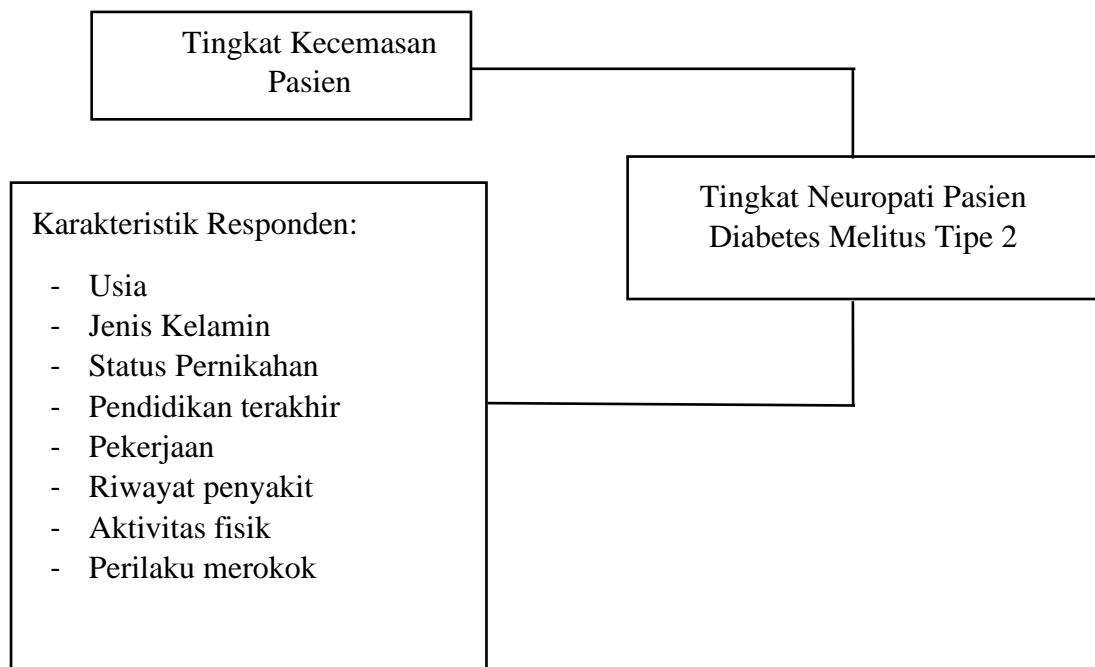 Tingkat Kecemasan
Pasien
Tingkat Neuropati Pasien
Diabetes Melitus Tipe 2
Karakteristik Responden:
- Usia
- Jenis Kelamin
- Status Pernikahan
- Pendidikan terakhir
- Pekerjaan
- Riwayat penyakit
- Aktivitas fisik
- Perilaku merokok